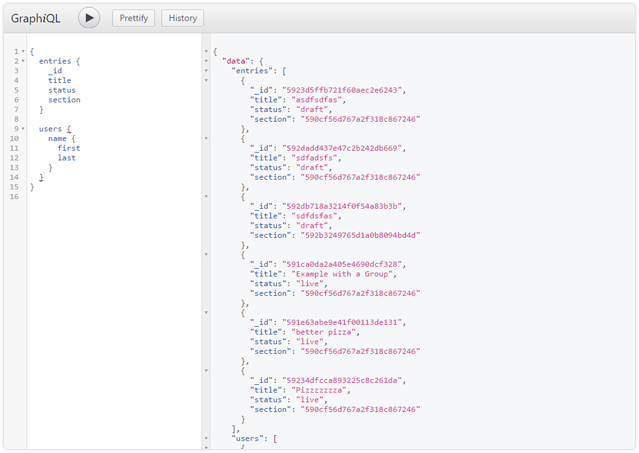 GraphiQL
Prettify
History
1 {
2 entries {
3 _id
4 title
5 status
6 section
7 }
8
9 users {
10 name {
11 first
12 last
13 }
14 }
15 }
16
{
"data": {
"entries": [
{
"_id": "5923d5ffb721f60aec2e6243",
"title": "asdfsdfas",
"status": "draft",
"section": "590cf56d767a2f318c867246"
},
{
"_id": "592dadd437e47c2b242db669",
"title": "sdfadsfs",
"status": "draft",
"section": "590cf56d767a2f318c867246"
},
{
"_id": "592db718a3214f0f54a83b3b",
"title": "sdfdsfas",
"status": "draft",
"section": "592b3249765d1a0b8094bd4d"
},
{
"_id": "591ca0da2a405e4690dcf328",
"title": "Example with a Group",
"status": "live",
"section": "590cf56d767a2f318c867246"
},
{
"_id": "591e63abe9e41f00113de131",
"title": "better pizza",
"status": "live",
"section": "590cf56d767a2f318c867246"
},
{
"_id": "59234dfcca893225c8c261da",
"title": "Pizzzzzzza",
"status": "live",
"section": "590cf56d767a2f318c867246"
}
],
"users": [
{